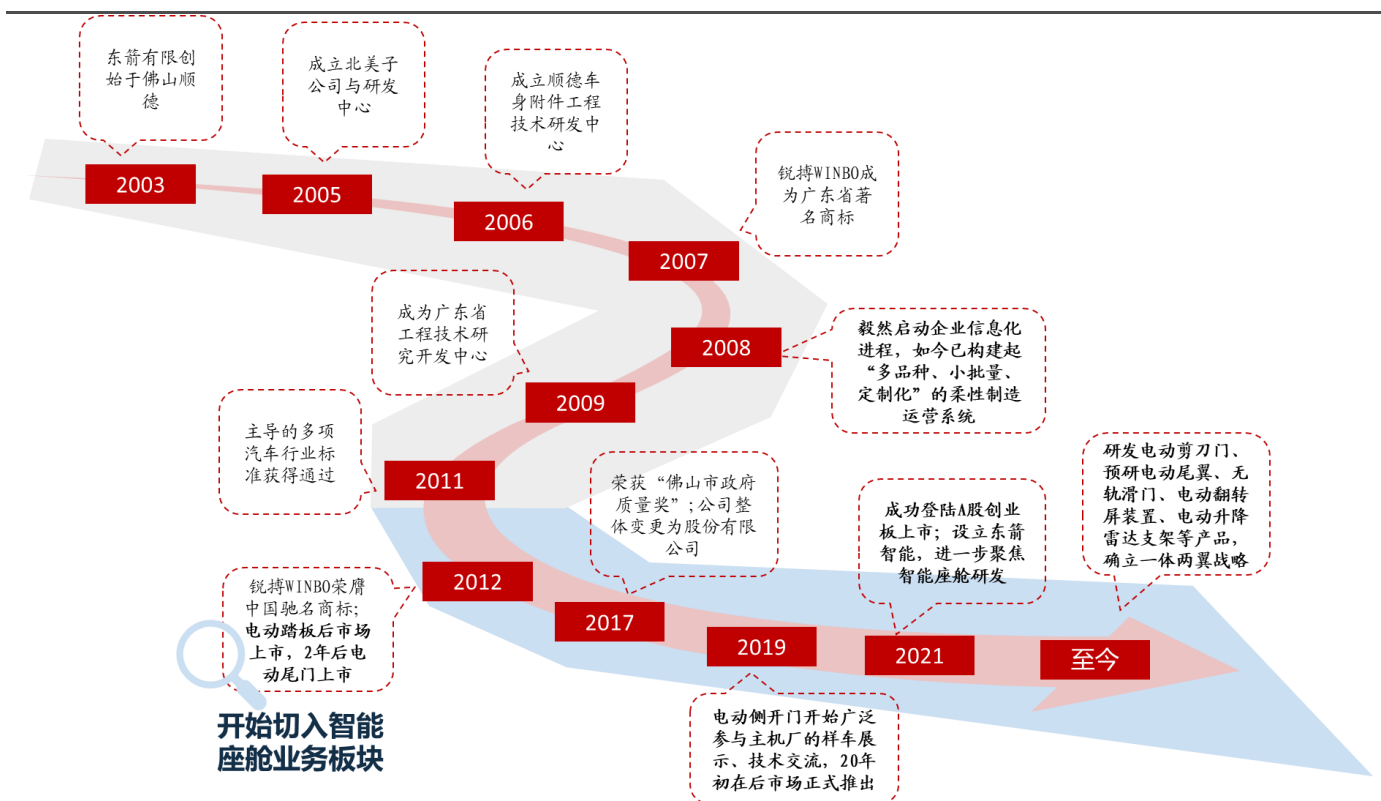 东箭有限创
始于佛山顺
德
2003
成立北美子
公司与研发
中心
2005
成立顺德车
身附件工程
技术研发中
心
2006
锐搏WINBO成
为广东省著
名商标
2007
毅然启动企业信息化
进程，如今已构建起
“多品种、小批量、
定制化”的柔性制造
运营系统
2008
成为广东省
工程技术研
究开发中心
2009
主导的多项
汽车行业标
准获得通过
2011
锐搏WINBO荣膺
中国驰名商标;
电动踏板后市场
上市，2年后电
动尾门上市
2012
开始切入智能
座舱业务板块
荣获“佛山市政府
质量奖”;公司整
体变更为股份有限
公司
2017
2019
电动侧开门开始广泛
参与主机厂的样车展
示、技术交流，20年
初在后市场正式推出
成功登陆A股创业
板上市；设立东箭
智能，进一步聚焦
智能座舱研发
2021
研发电动剪刀门、
预研电动尾翼、无
轨滑门、电动翻转
屏装置、电动升降
雷达支架等产品，
确立一体两翼战略
至今